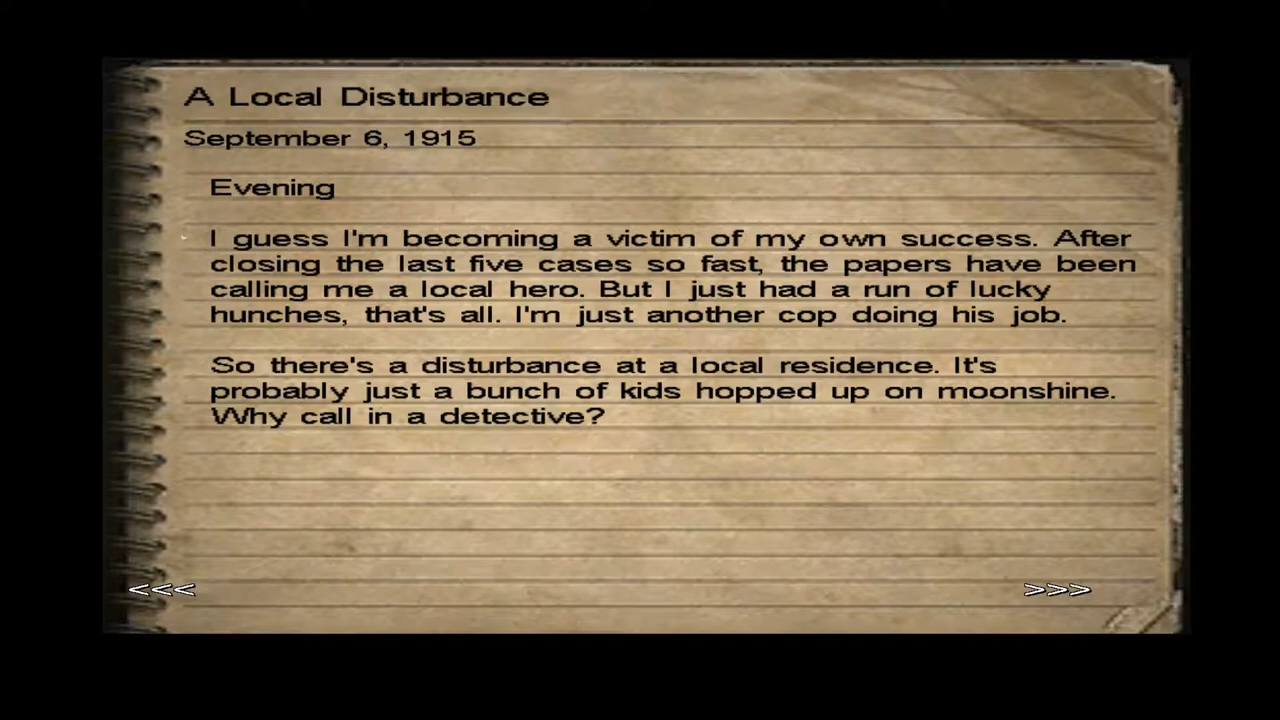 A Local Disturbance
September 6, 1915
Evening
I guess I'm becoming a victim of my own success. After
closing the last five cases so fast, the papers have been
calling me a local hero. But I just had a run of lucky
hunches, that's all. I'm just another cop doing his job.
So there's a disturbance at a local residence. It's
probably just a bunch of kids hopped up on moonshine.
Why call in a detective?
<<< >>>